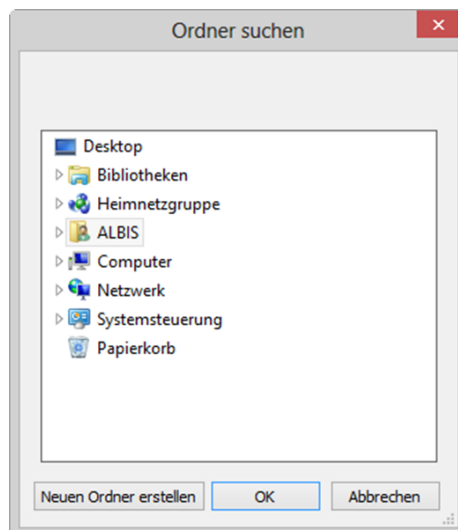 Ordner suchen
Desktop
Bibliotheken
Heimnetzgruppe
ALBIS
Computer
Netzwerk
Systemsteuerung
Papierkorb
Neuen Ordner erstellen OK Abbrechen